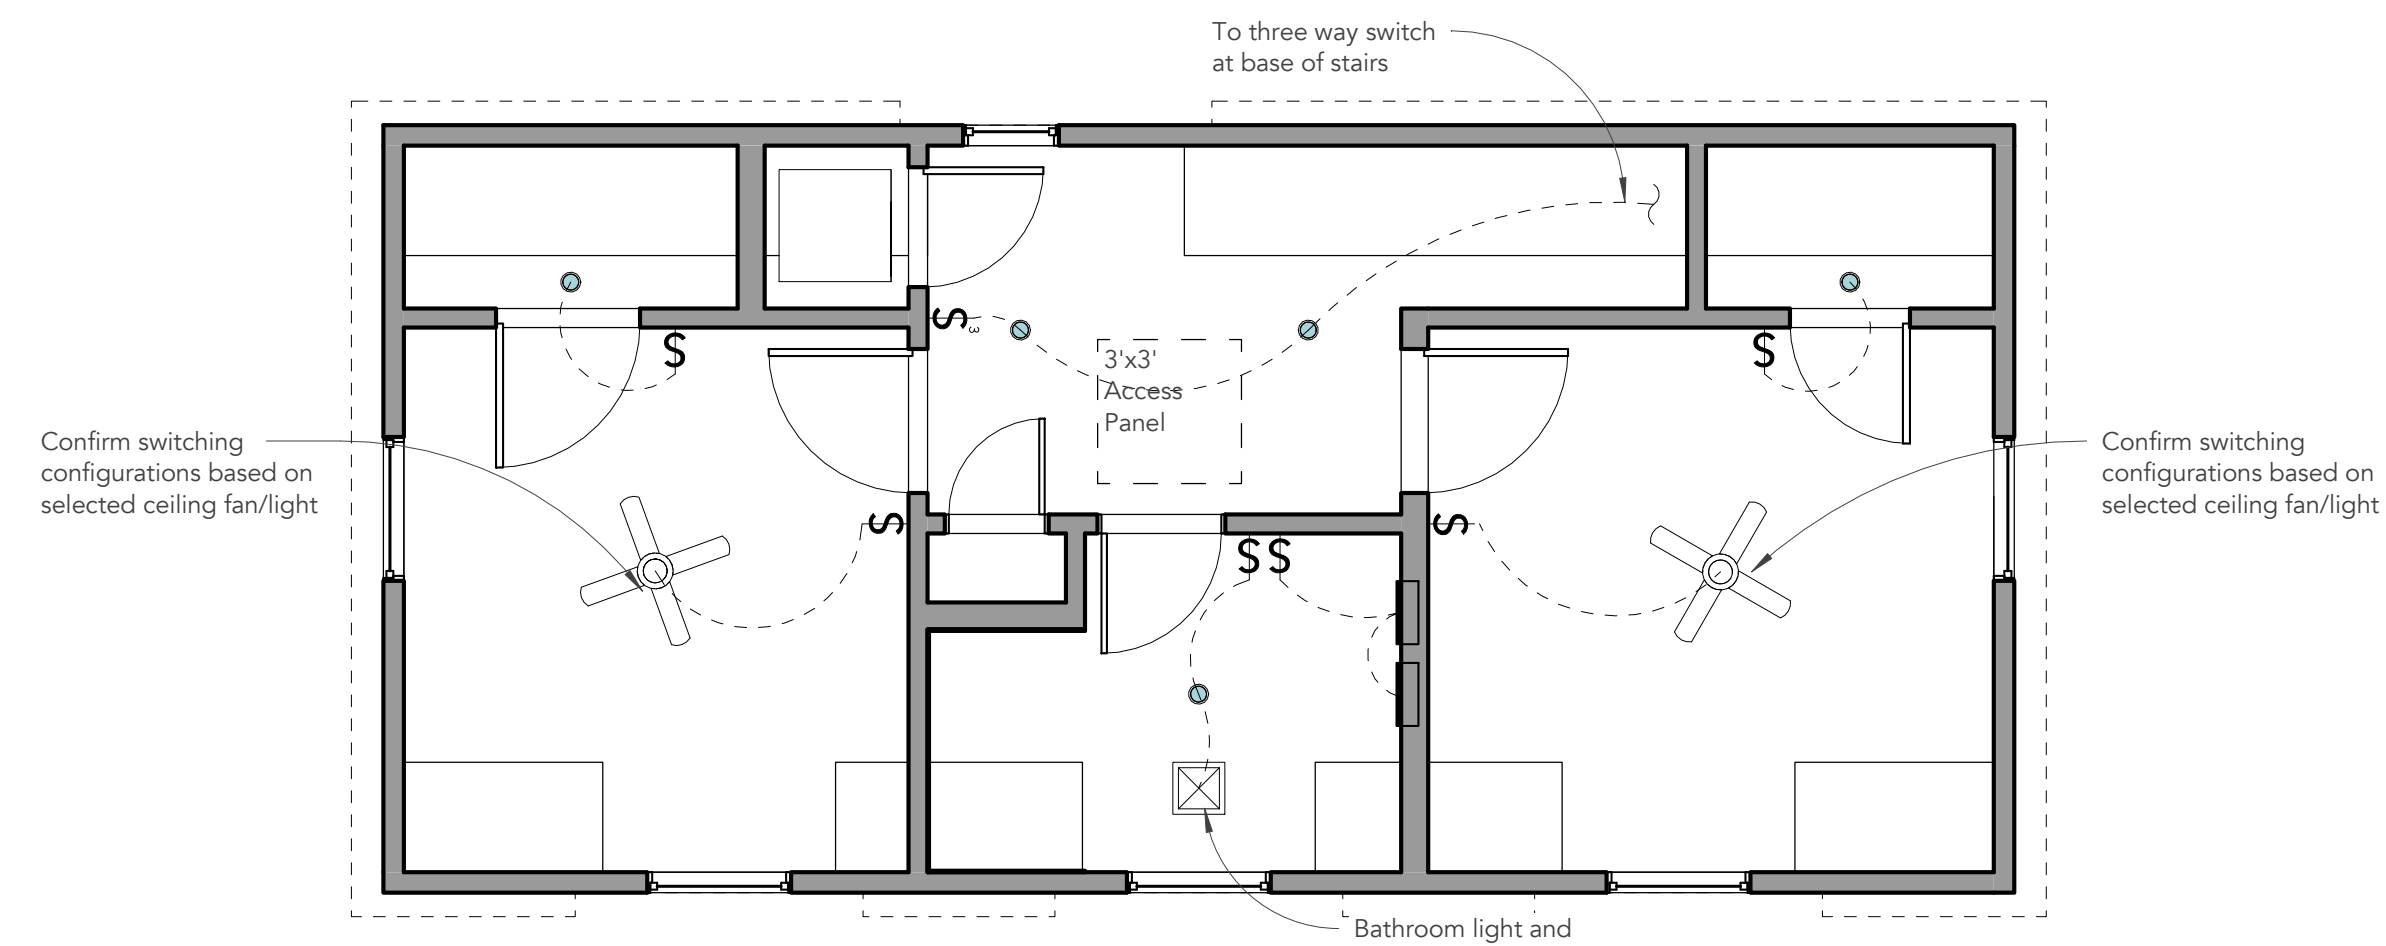 To three way switch
at base of stairs
$
$
$3
3'x3'
Access
Panel
Confirm switching
configurations based on
selected ceiling fan/light
Confirm switching
configurations based on
selected ceiling fan/light
$
$
$$
Bathroom light and